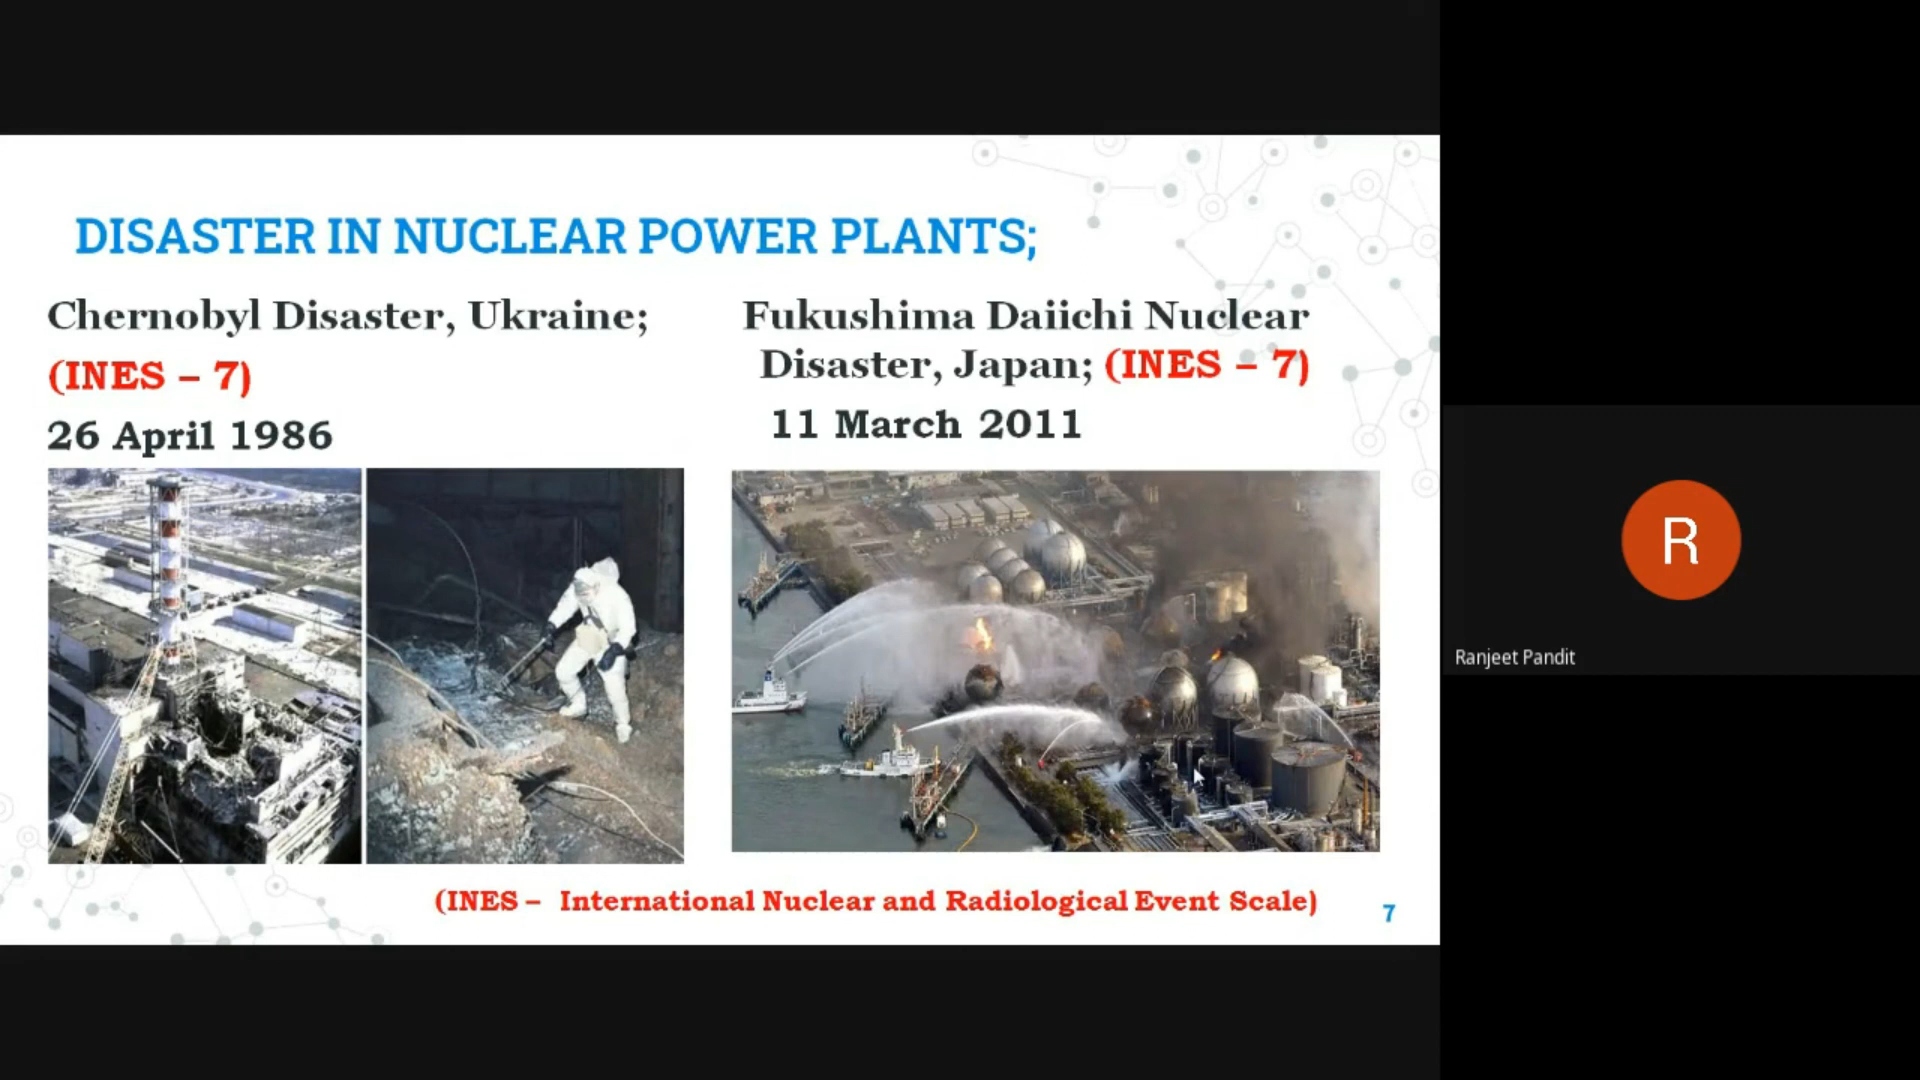 DISASTER IN NUCLEAR POWER PLANTS;
Chernobyl Disaster, Ukraine;
(INES – 7)
26 April 1986
Fukushima Daiichi Nuclear
Disaster, Japan; (INES – 7)
11 March 2011
(INES – International Nuclear and Radiological Event Scale)
7
R
Ranjeet Pandit